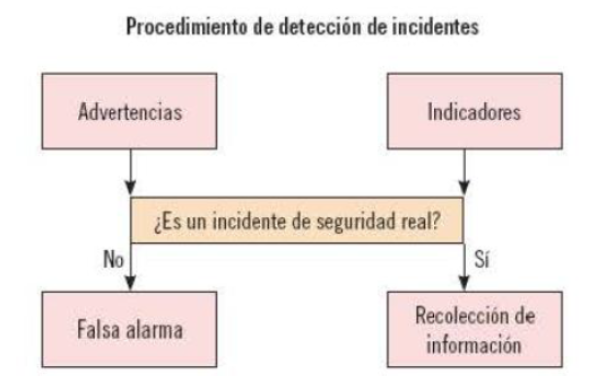 Procedimiento de detección de incidentes
Advertencias
Indicadores
¿Es un incidente de seguridad real?
No
Sí
Falsa alarma
Recolección de
información